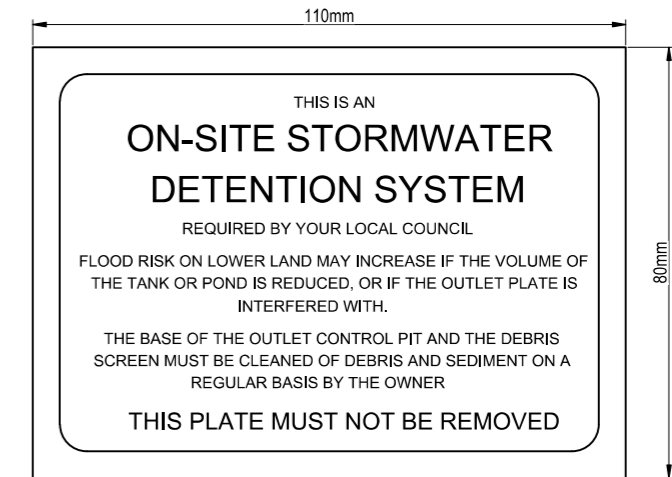 110mm
THIS IS AN
ON-SITE STORMWATER
DETENTION SYSTEM
REQUIRED BY YOUR LOCAL COUNCIL
FLOOD RISK ON LOWER LAND MAY INCREASE IF THE VOLUME OF
THE TANK OR POND IS REDUCED, OR IF THE OUTLET PLATE IS
INTERFERED WITH.
THE BASE OF THE OUTLET CONTROL PIT AND THE DEBRIS
SCREEN MUST BE CLEANED OF DEBRIS AND SEDIMENT ON A
REGULAR BASIS BY THE OWNER
THIS PLATE MUST NOT BE REMOVED
80mm